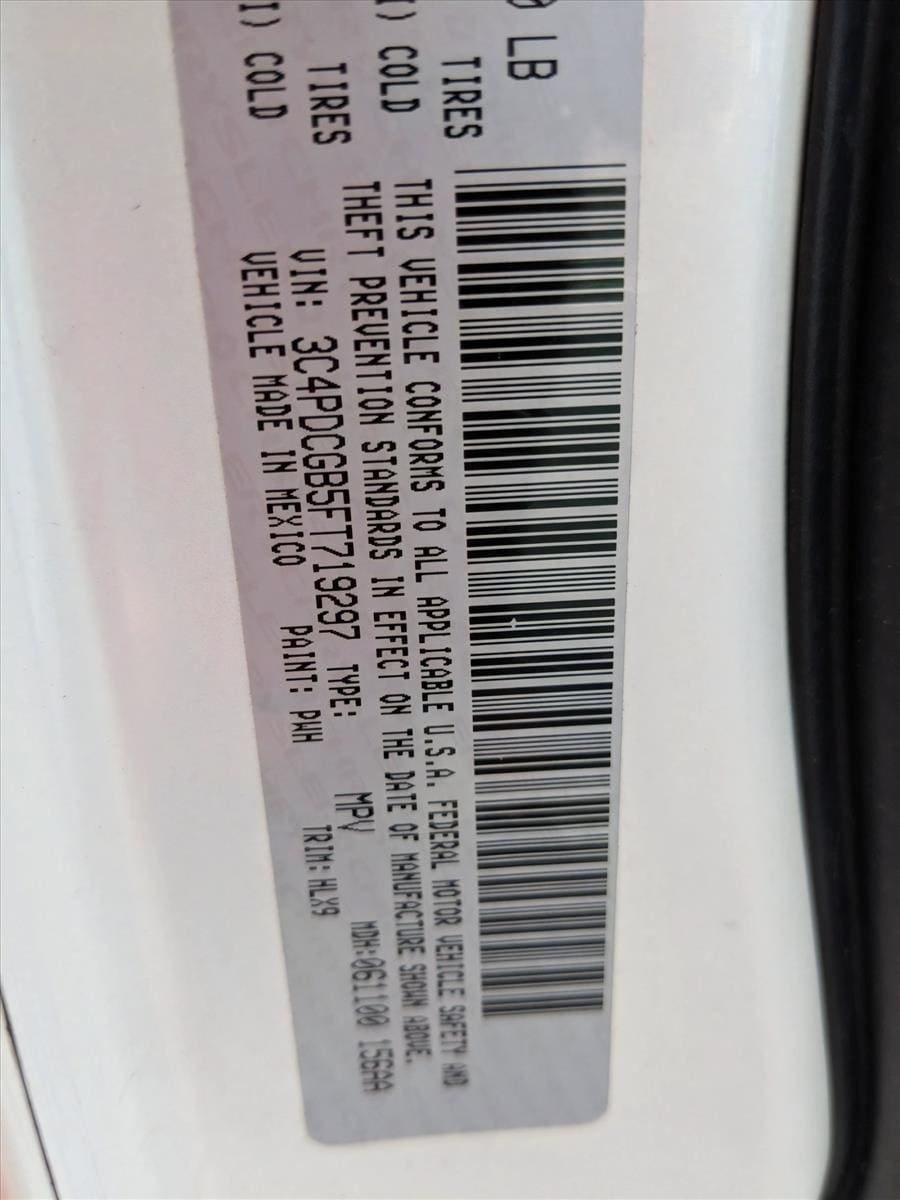 0 LB
TIRES
I) COLD
TIRES
I) COLD
THIS VEHICLE CONFORMS TO ALL APPLICABLE U.S.A. FEDERAL MOTOR VEHICLE SAFETY AND
THEFT PREVENTION STANDARDS IN EFFECT ON THE DATE OF MANUFACTURE SHOWN ABOVE.
VIN: 3C4PDCGB5FT719297 TYPE: MPV MDH:061100 156AA
VEHICLE MADE IN MEXICO PAINT: PWH TRIM:HLX9